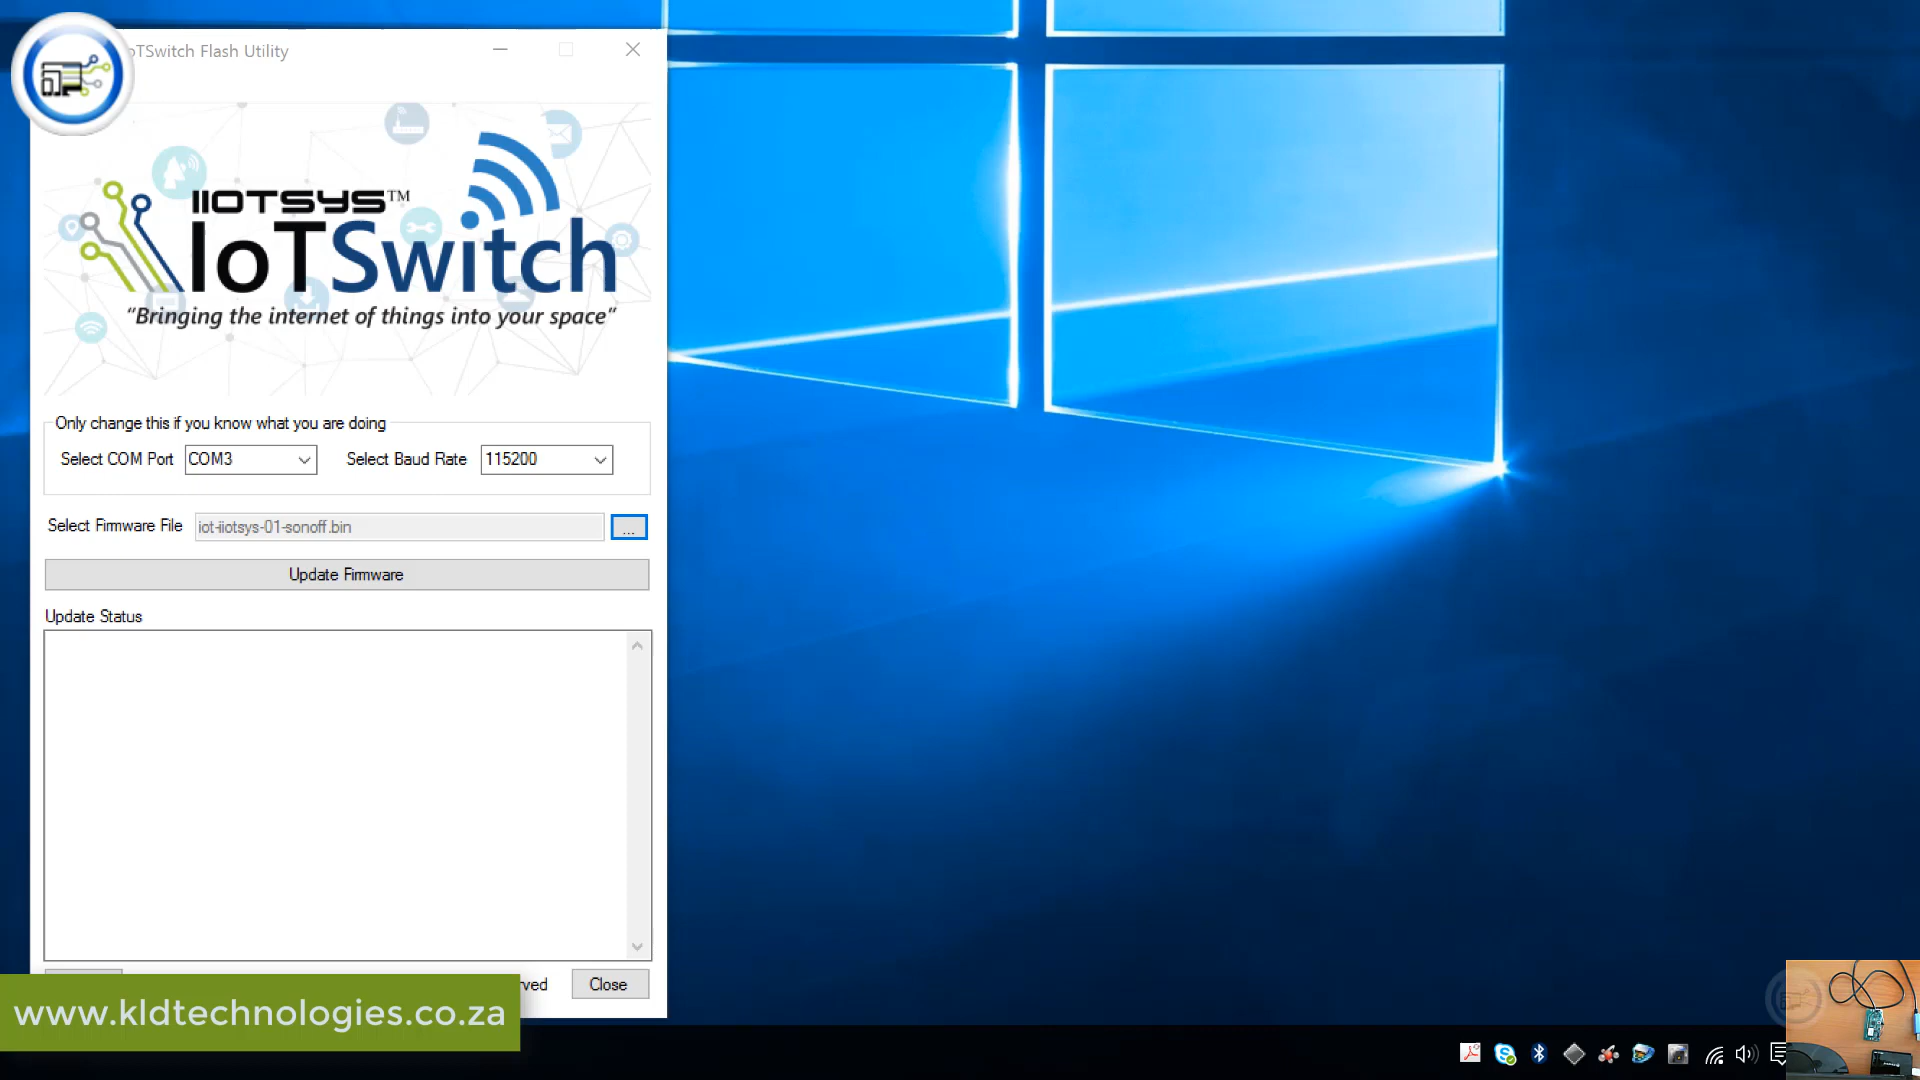 oTSwitch Flash Utility
IIOTSYS™
IoTSwitch
“Bringing the internet of things into your space”
Only change this if you know what you are doing
Select COM Port COM3 Select Baud Rate 115200
Select Firmware File iot-iiotsys-01-sonoff.bin ...
Update Firmware
Update Status
rved Close
www.kldtechnologies.co.za